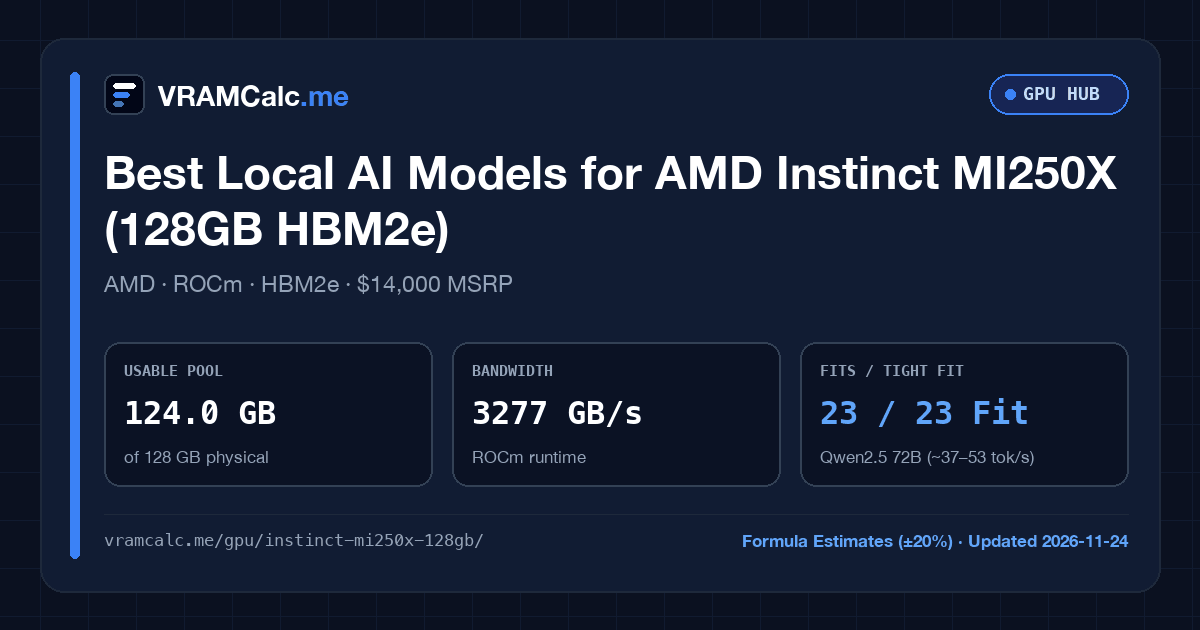 VRAMCalc.me
GPU HUB
Best Local AI Models for AMD Instinct MI250X
(128GB HBM2e)
AMD · ROCm · HBM2e · $14,000 MSRP
USABLE POOL
124.0 GB
of 128 GB physical
BANDWIDTH
3277 GB/s
ROCm runtime
FITS / TIGHT FIT
23 / 23 Fit
Qwen2.5 72B (~37–53 tok/s)
vramcalc.me/gpu/instinct-mi250x-128gb/
Formula Estimates (±20%) · Updated 2026-11-24